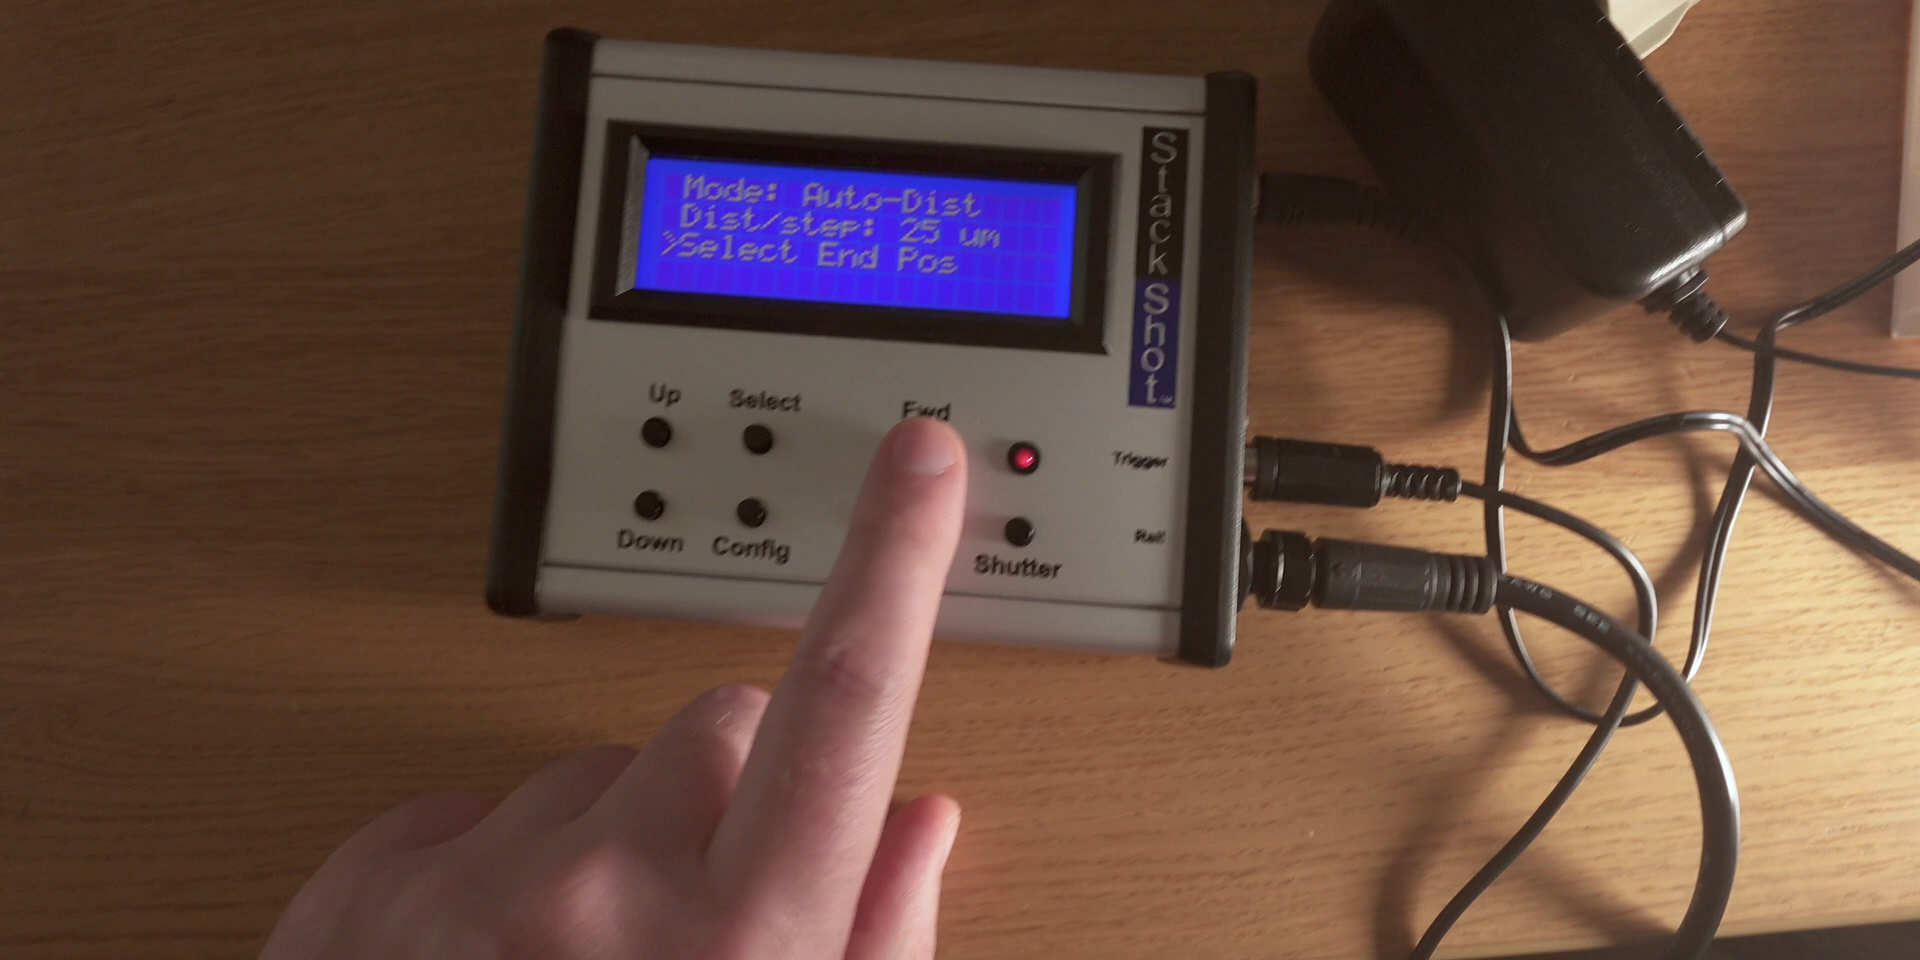 Mode: Auto-Dist
Dist/step: 25 um
>Select End Pos
StackShot
Up
Select
Fwd
Trigger
Down
Config
Shutter
Rail
AWG